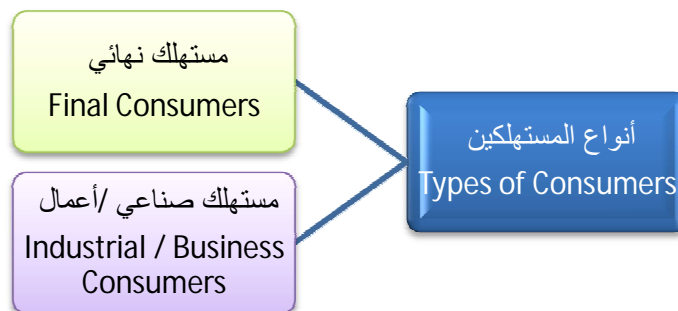 أنواع المستهلكين
Types of Consumers
مستهلك نهائي
Final Consumers
مستهلك صناعي /أعمال
Industrial / Business
Consumers